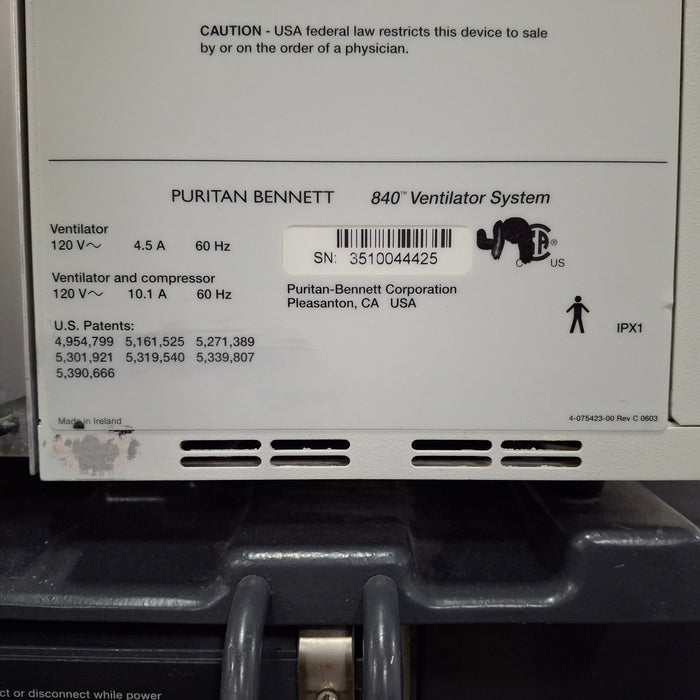 CAUTION - USA federal law restricts this device to sale
by or on the order of a physician.
PURITAN BENNETT 840™ Ventilator System
Ventilator
120 V~ 4.5 A 60 Hz
SN: 3510044425
C US
®
Ventilator and compressor
120 V~ 10.1 A 60 Hz
Puritan-Bennett Corporation
Pleasanton, CA USA
IPX1
U.S. Patents:
4,954,799 5,161,525 5,271,389
5,301,921 5,319,540 5,339,807
5,390,666
Made in Ireland
4-075423-00 Rev C 0603
ct or disconnect while power